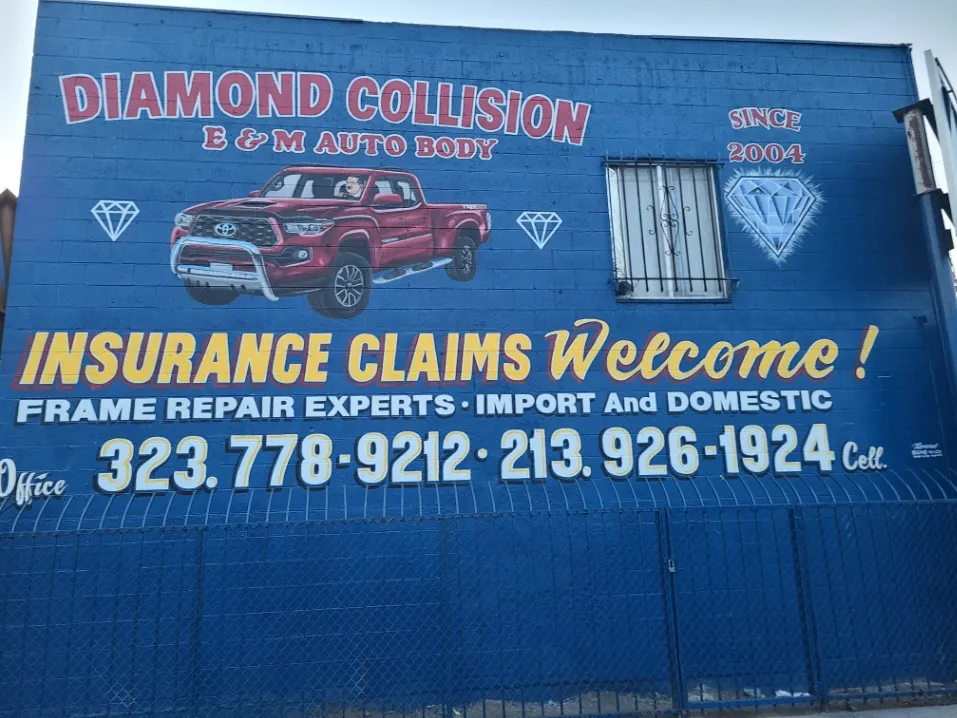 DIAMOND COLLISION
E & M AUTO BODY
SINCE
2004
INSURANCE CLAIMS Welcome!
FRAME REPAIR EXPERTS · IMPORT And DOMESTIC
Office 323. 778-9212 · 213. 926-1924 Cell.